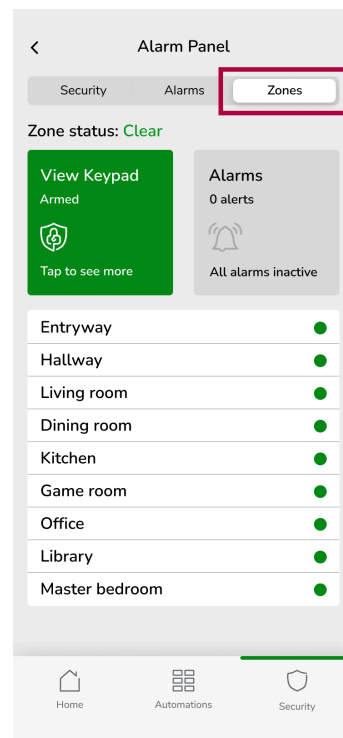 Alarm Panel
Security Alarms Zones
Zone status: Clear
View Keypad
Armed
Tap to see more
Alarms
0 alerts
All alarms inactive
Entryway
Hallway
Living room
Dining room
Kitchen
Game room
Office
Library
Master bedroom
Home Automations Security